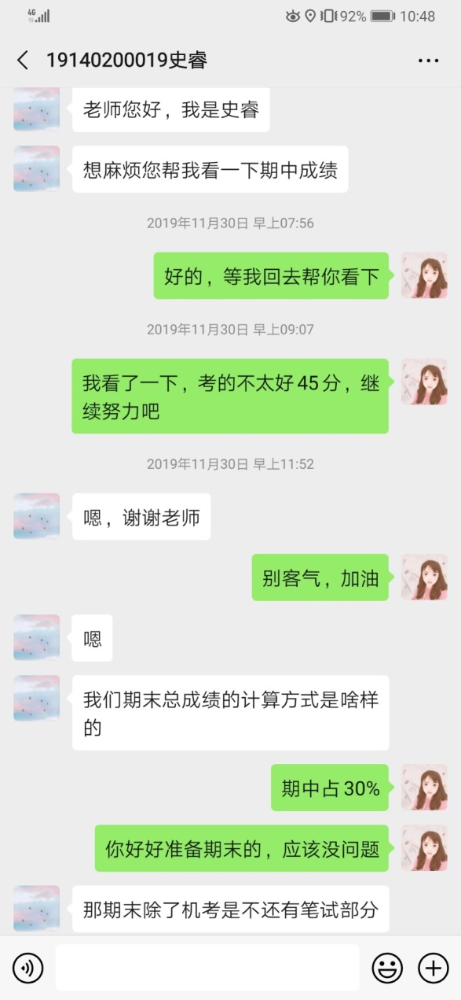 4G
92%
10:48
19140200019史睿
老师您好，我是史睿
想麻烦您帮我看一下期中成绩
2019年11月30日 早上07:56
好的，等我回去帮你看下
2019年11月30日 早上09:07
我看了一下，考的不太好45分，继
续努力吧
2019年11月30日 早上11:52
嗯，谢谢老师
别客气，加油
嗯
我们期末总成绩的计算方式是啥样
的
期中占30%
你好好准备期末的，应该没问题
那期末除了机考是不还有笔试部分